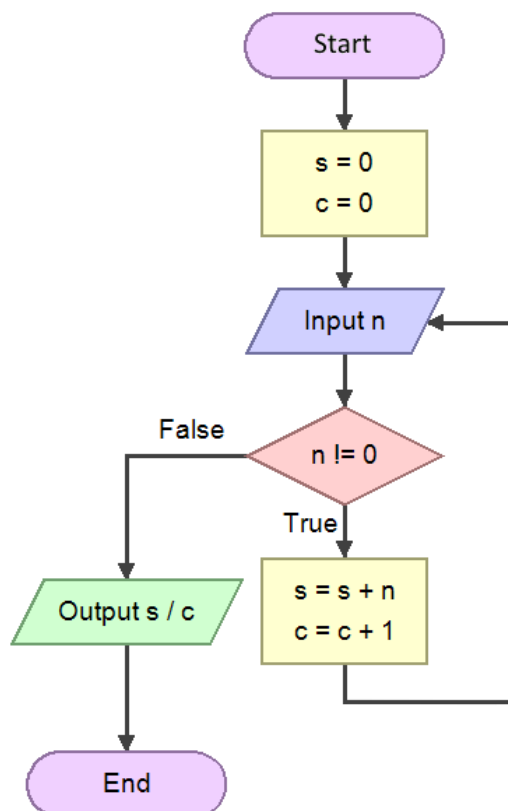 Start
s = 0
c = 0
Input n
n != 0
False
True
s = s + n
c = c + 1
Output s / c
End